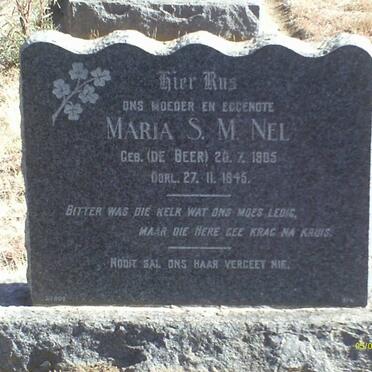 Hier Rus
ONS MOEDER EN EGGENOTE
MARIA S. M. NEL
GEB. (DE BEER) 20. 7. 1905
OORL. 27. 11. 1945.
BITTER WAS DIE KELK WAT ONS MOES LEDIG,
MAAR DIE HERE GEE KRAG NA KRUIS.
NOOIT SAL ONS HAAR VERGEET NIE.